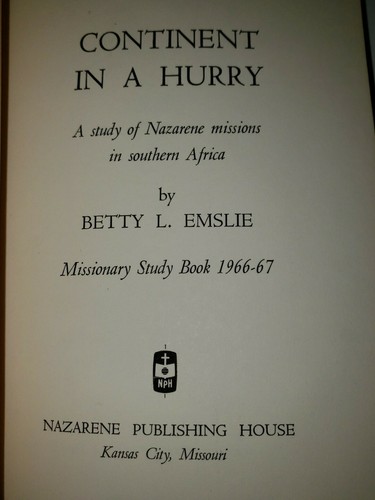 CONTINENT
IN A HURRY
A study of Nazarene missions
in southern Africa
by
BETTY L. EMSLIE
Missionary Study Book 1966-67
NPH
NAZARENE PUBLISHING HOUSE
Kansas City, Missouri